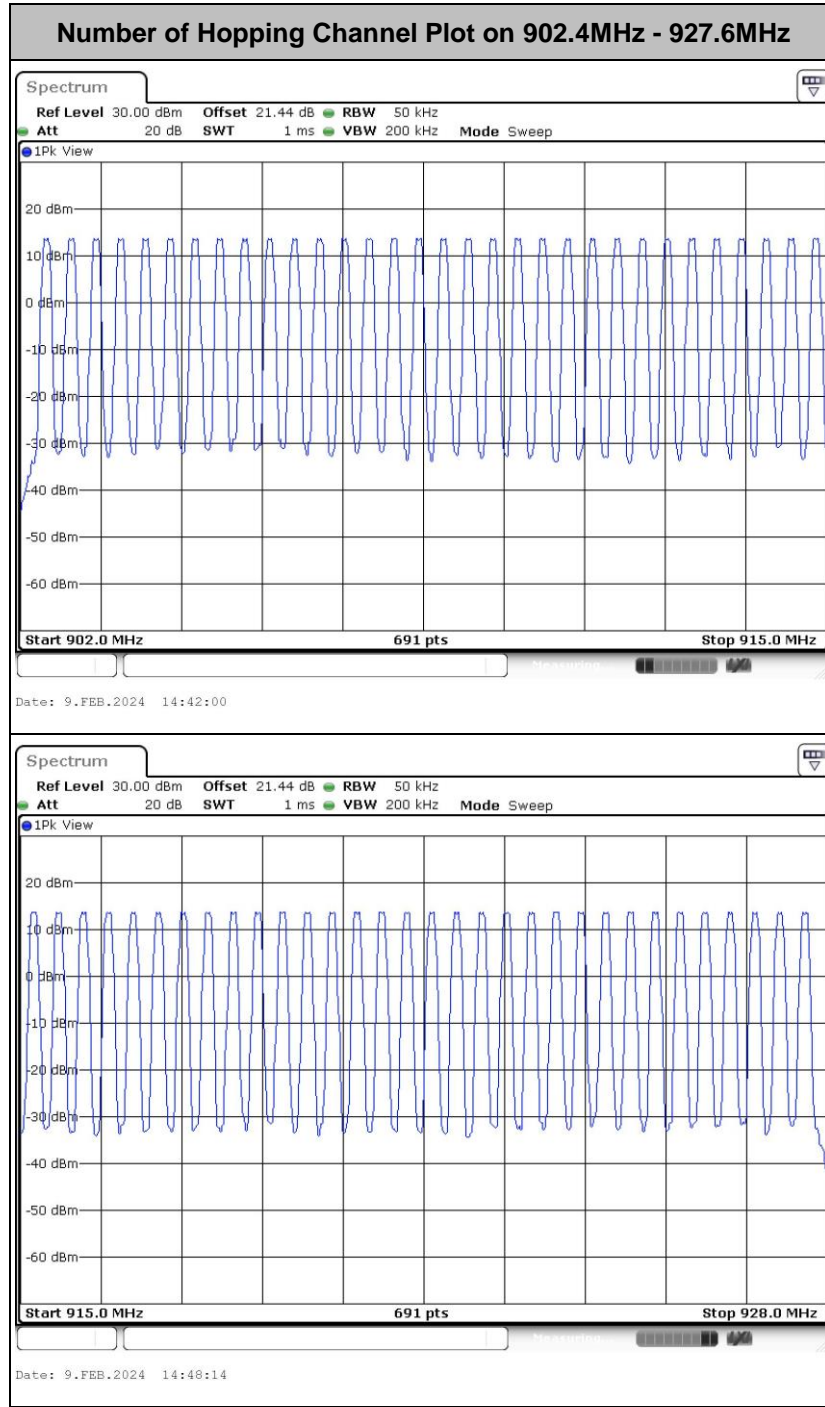 Number of Hopping Channel Plot on 902.4MHz - 927.6MHz
Spectrum
Ref Level 30.00 dBm Offset 21.44 dB RBW 50 kHz
Att 20 dB SWT 1 ms VBW 200 kHz Mode Sweep
1Pk View
20 dBm
10 dBm
0 dBm
-10 dBm
-20 dBm
-30 dBm
-40 dBm
-50 dBm
-60 dBm
Start 902.0 MHz 691 pts Stop 915.0 MHz
Measuring
Date: 9.FEB.2024 14:42:00
Spectrum
Ref Level 30.00 dBm Offset 21.44 dB RBW 50 kHz
Att 20 dB SWT 1 ms VBW 200 kHz Mode Sweep
1Pk View
20 dBm
10 dBm
0 dBm
-10 dBm
-20 dBm
-30 dBm
-40 dBm
-50 dBm
-60 dBm
Start 915.0 MHz 691 pts Stop 928.0 MHz
Measuring
Date: 9.FEB.2024 14:48:14